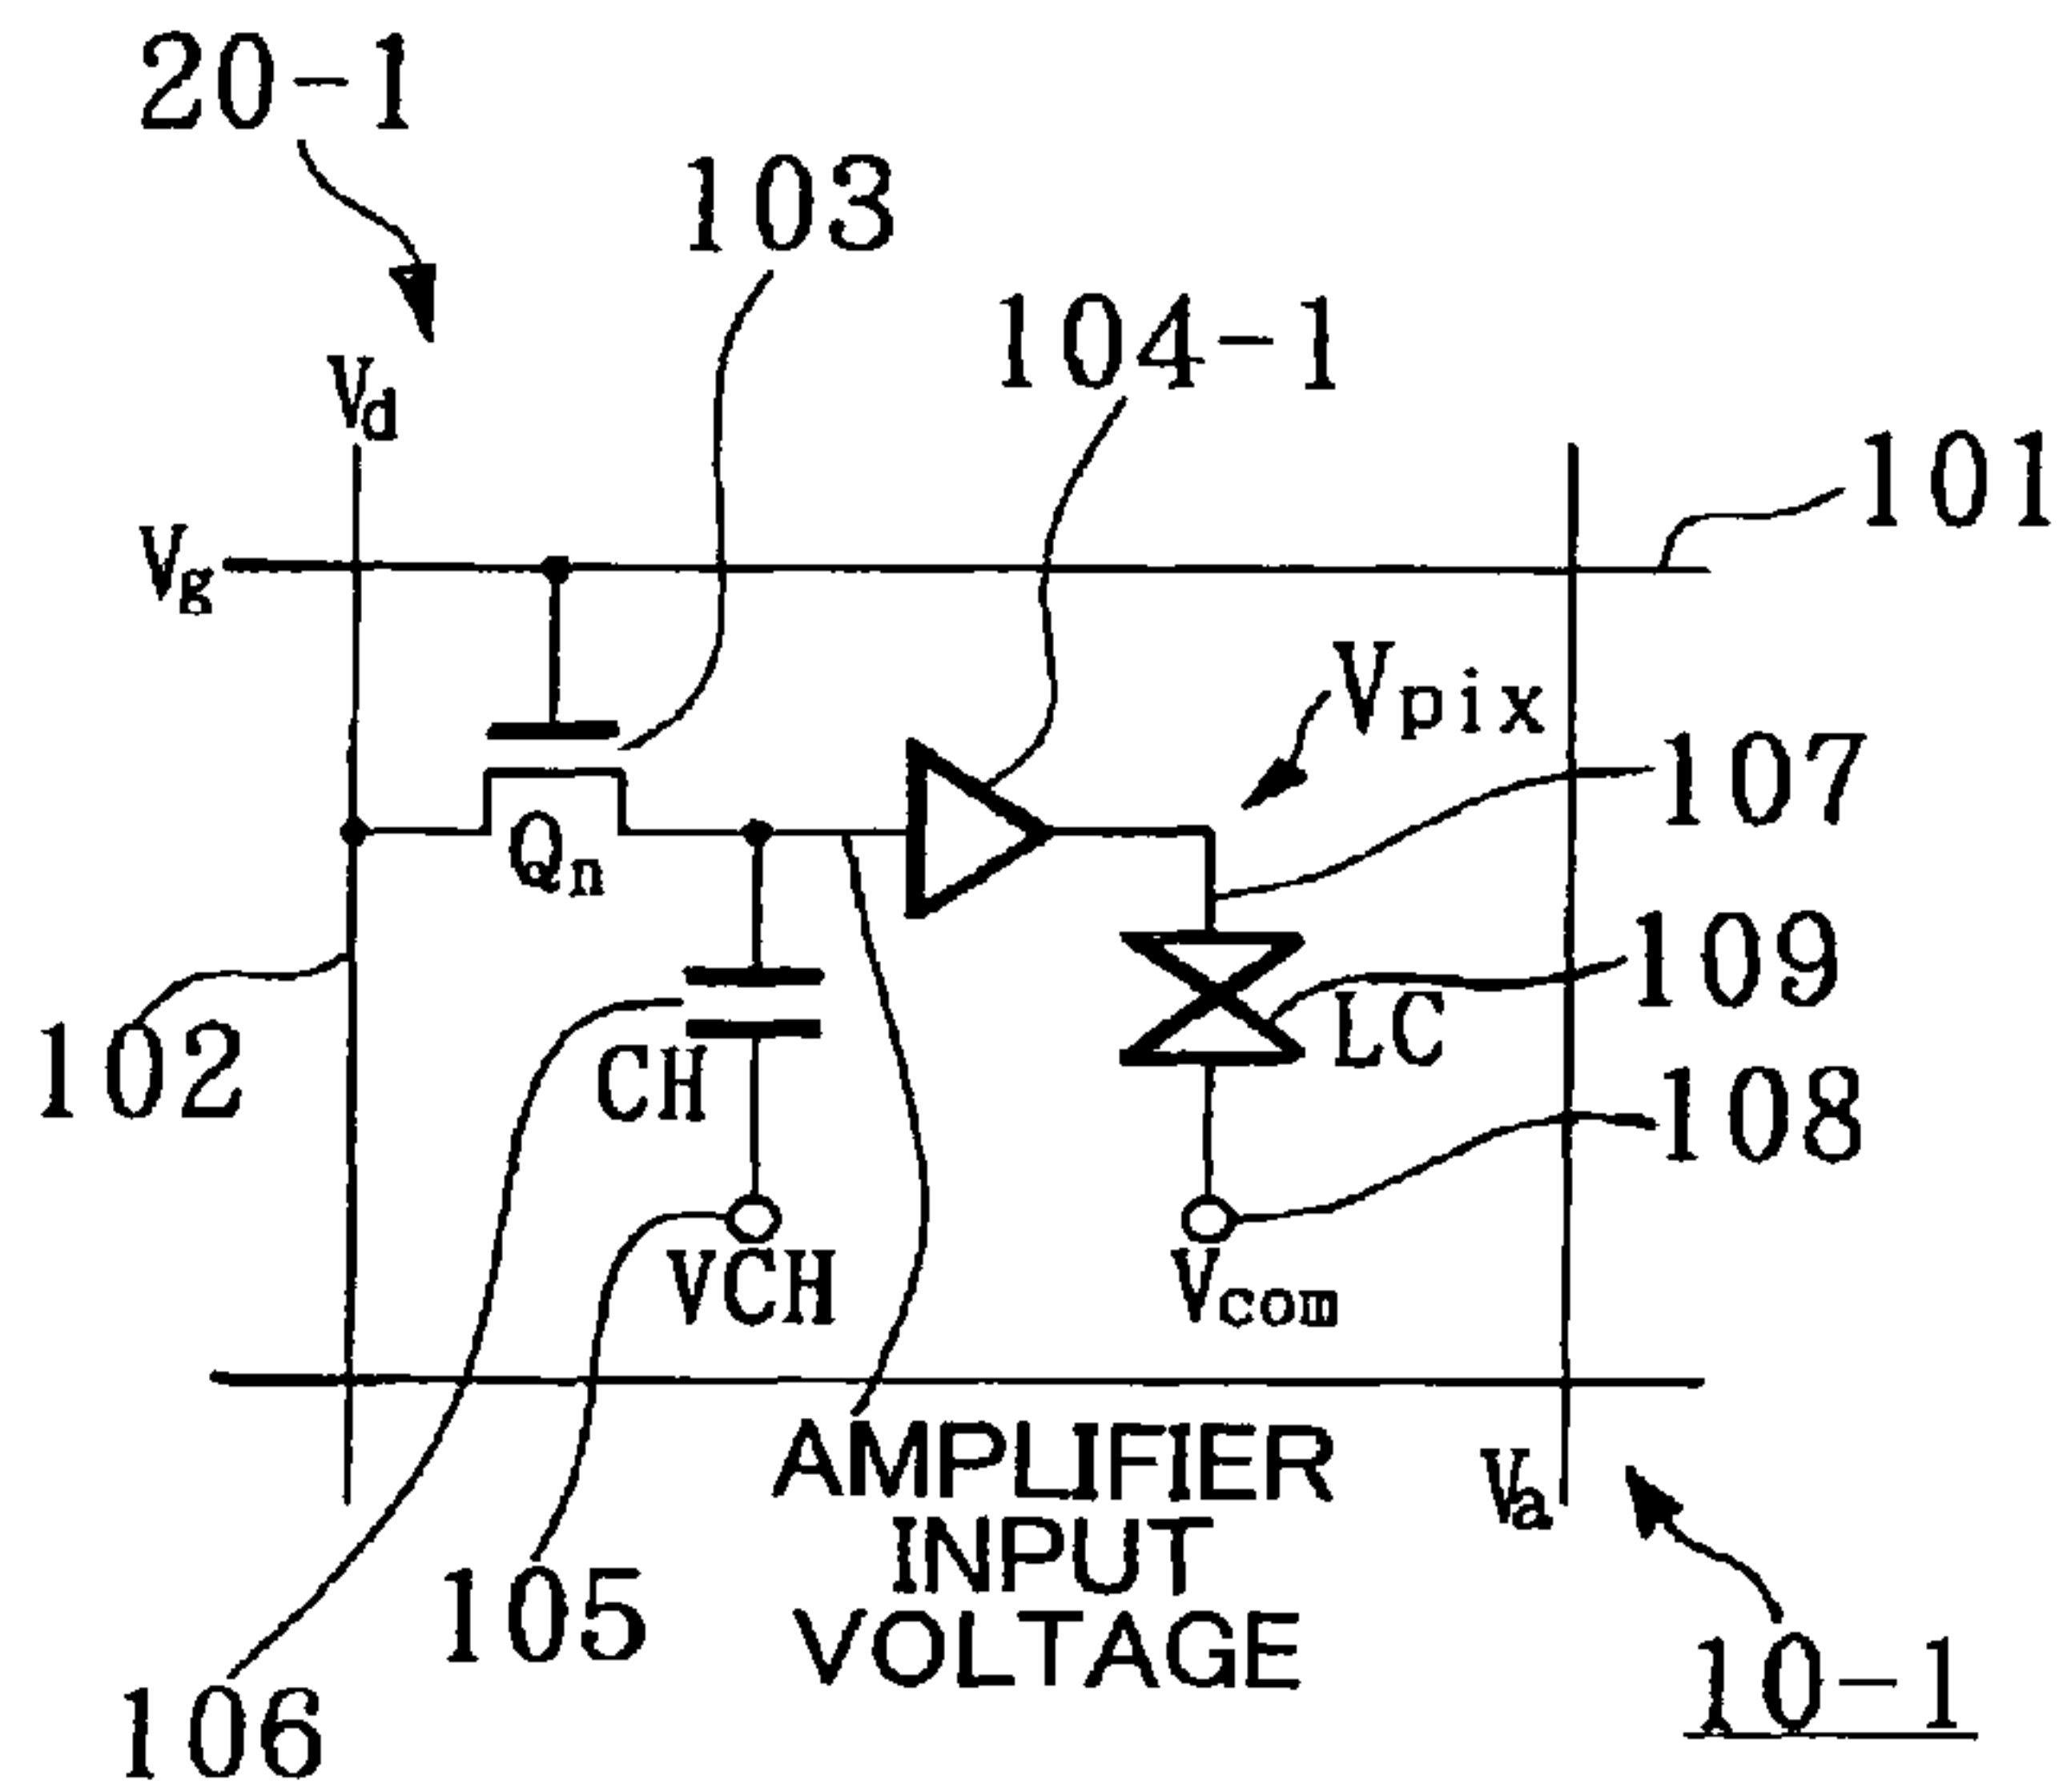 20-1
103
104-1
Vd
101
Vg
Vpix
107
Qn
109
LC
102
CH
108
VCH
Vcom
AMPLIFIER
INPUT
VOLTAGE
Va
105
10-1
106